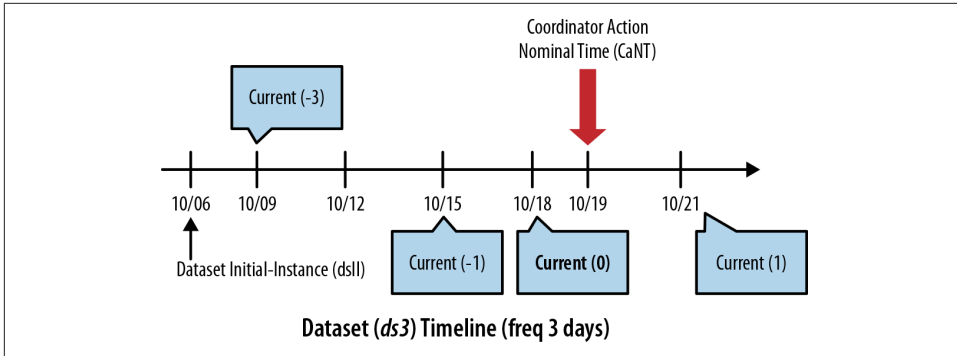 Coordinator Action
Nominal Time (CaNT)
Current (-3)
10/06 10/09 10/12 10/15 10/18 10/19 10/21
Dataset Initial-Instance (dsII)
Current (-1)
Current (0)
Current (1)
Dataset (ds3) Timeline (freq 3 days)